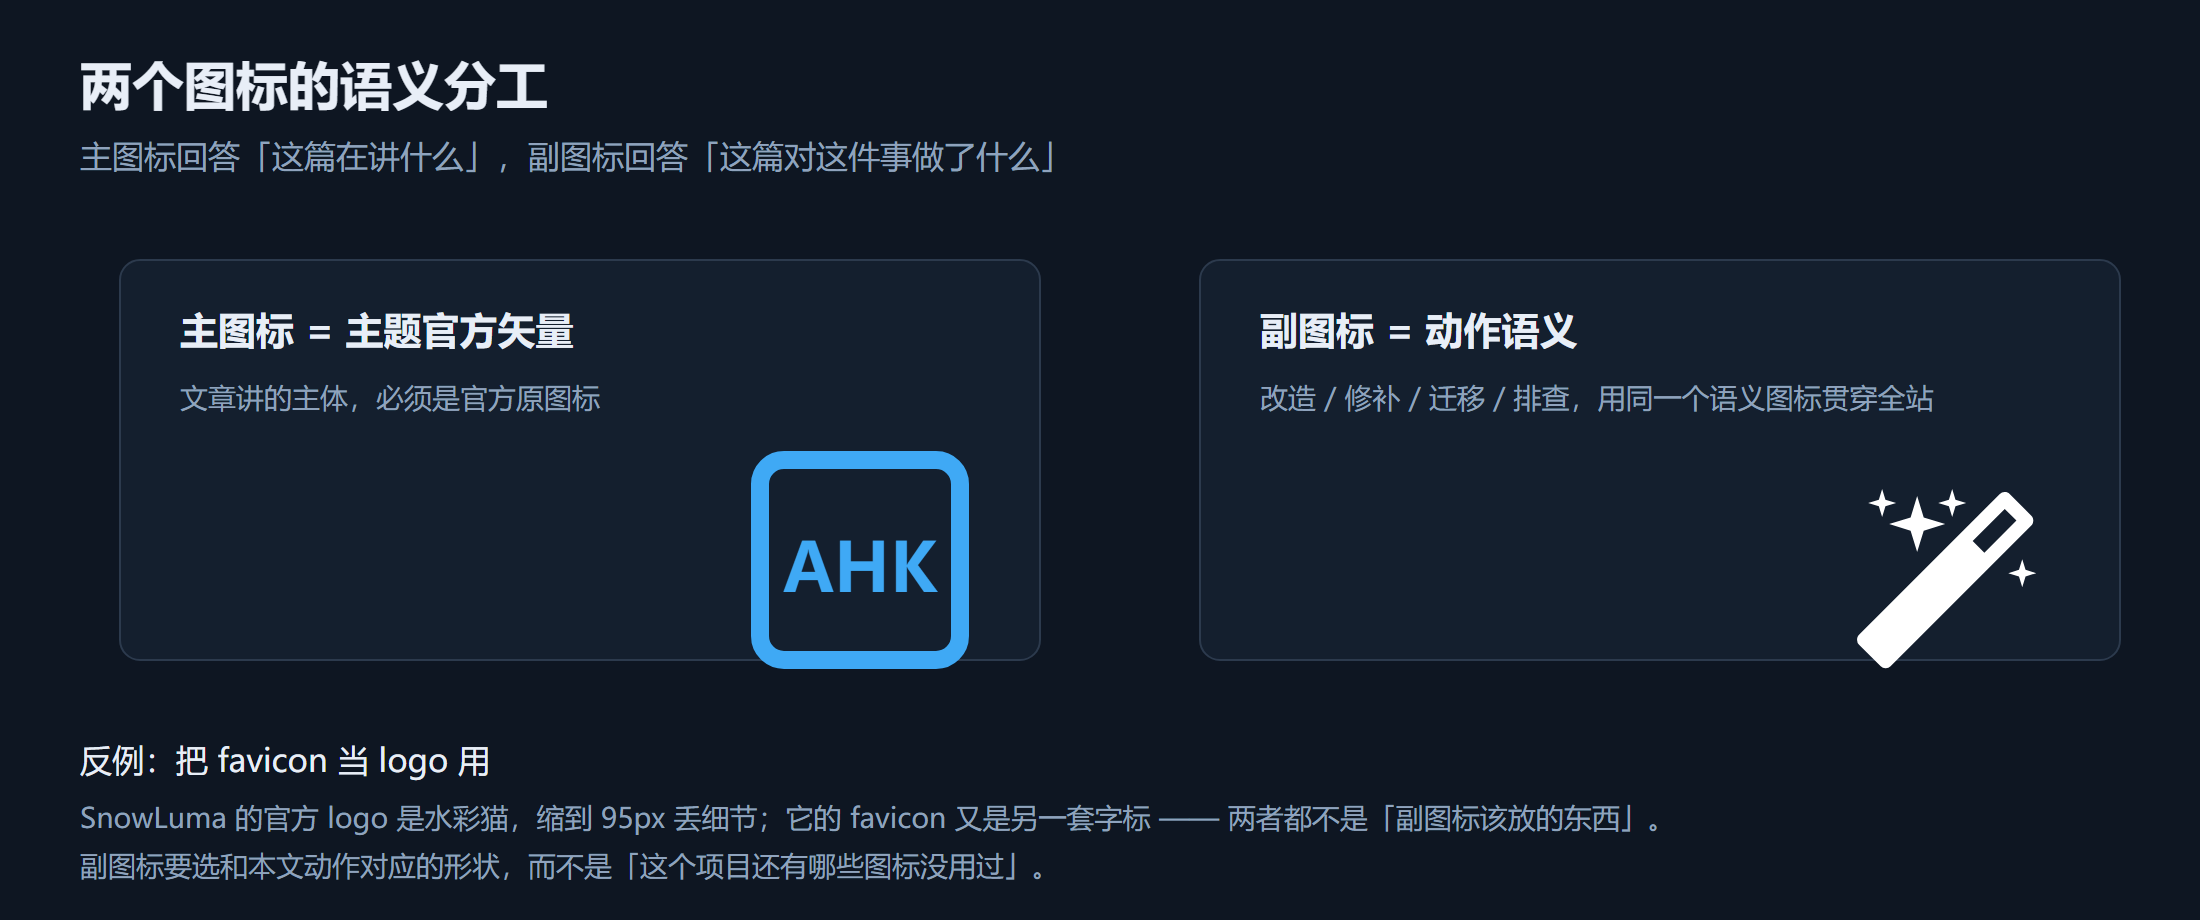 两个图标的语义分工
主图标回答「这篇在讲什么」，副图标回答「这篇对这件事做了什么」
主图标 = 主题官方矢量
文章讲的主体，必须是官方原图标
AHK
副图标 = 动作语义
改造 / 修补 / 迁移 / 排查，用同一个语义图标贯穿全站
反例：把 favicon 当 logo 用
SnowLuma 的官方 logo 是水彩猫，缩到 95px 丢细节；它的 favicon 又是另一套字标 —— 两者都不是「副图标该放的东西」。
副图标要选和本文动作对应的形状，而不是「这个项目还有哪些图标没用过」。